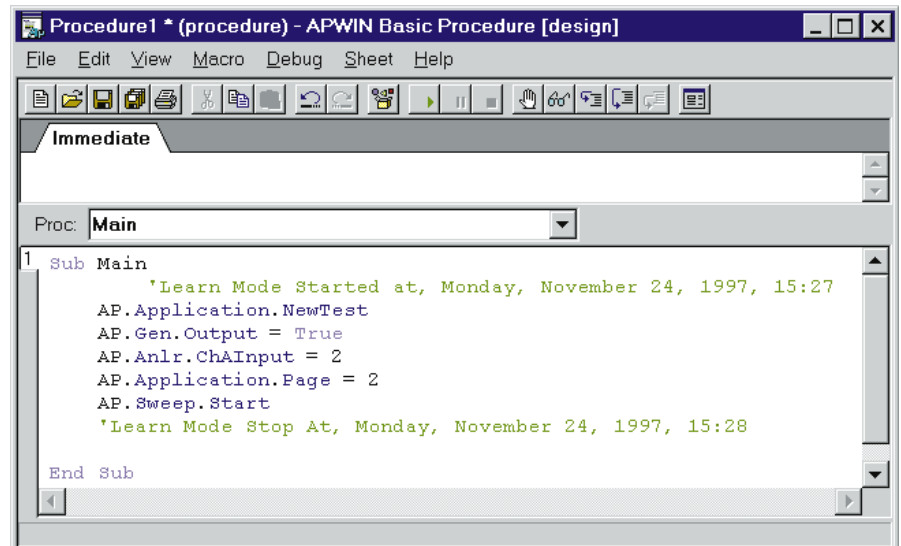 Procedure1 * (procedure) - APWIN Basic Procedure [design]
File Edit View Macro Debug Sheet Help
Immediate
Proc: Main
1
Sub Main
'Learn Mode Started at, Monday, November 24, 1997, 15:27
AP.Application.NewTest
AP.Gen.Output = True
AP.Anlr.ChAInput = 2
AP.Application.Page = 2
AP.Sweep.Start
'Learn Mode Stop At, Monday, November 24, 1997, 15:28
End Sub